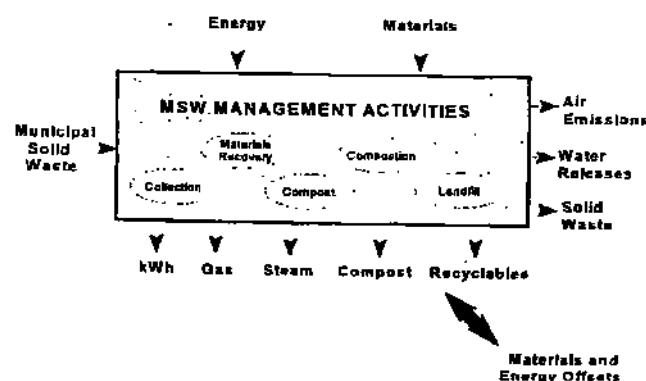 Energy
Materials
MSW MANAGEMENT ACTIVITIES
Air
Emissions
Municipal
Solid
Waste
Materials
Recovery
Combustion
Water
Releases
Collection
Compost
Landfill
Solid
Waste
kWh
Gas
Steam
Compost
Recyclables
Materials and
Energy Offsets